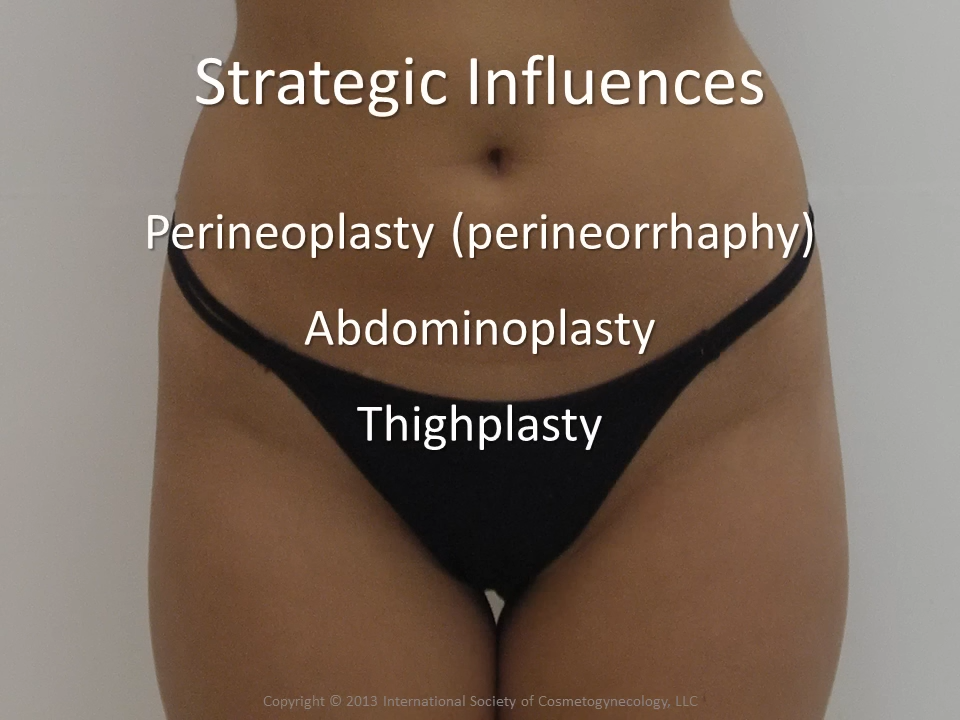 Strategic Influences
Perineoplasty (perineorrhaphy)
Abdominoplasty
Thighplasty
Copyright © 2013 International Society of Cosmetogynecology, LLC